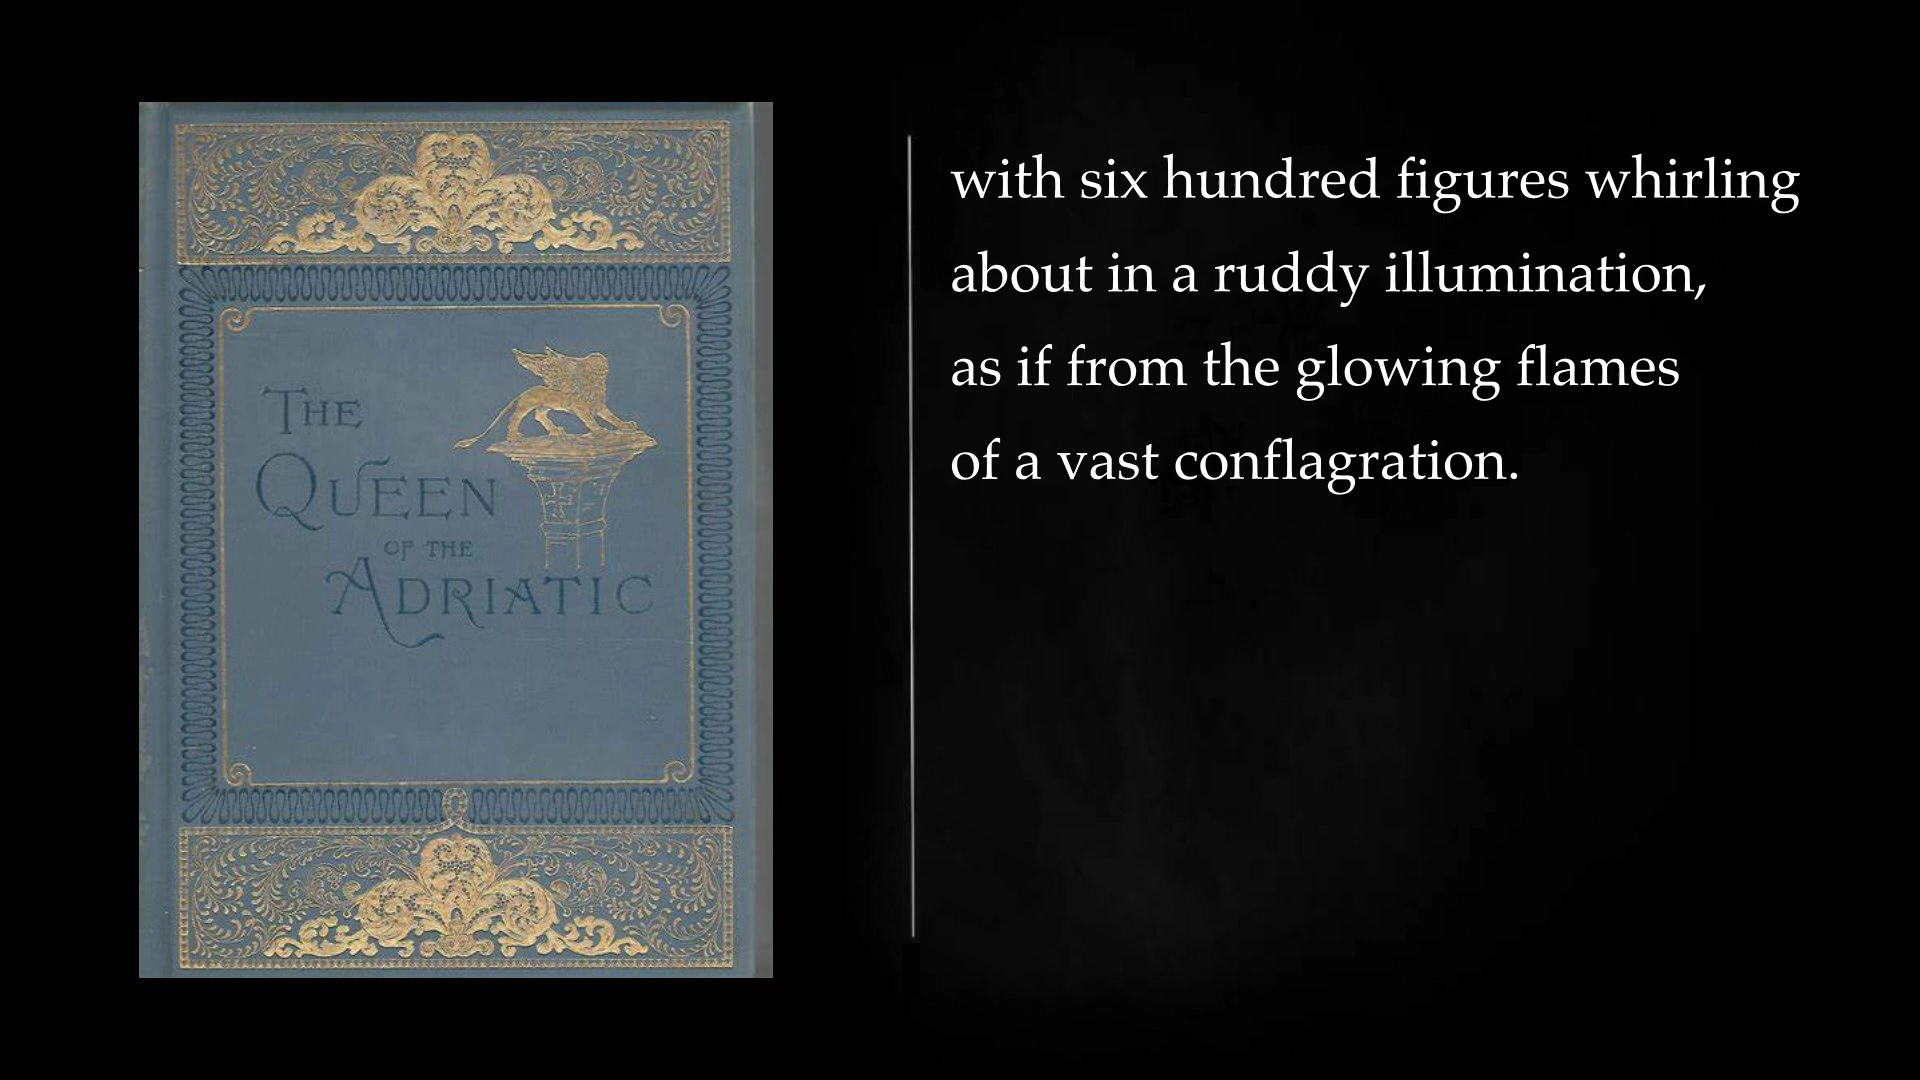 THE
QUEEN
OF THE
ADRIATIC
with six hundred figures whirling
about in a ruddy illumination,
as if from the glowing flames
of a vast conflagration.